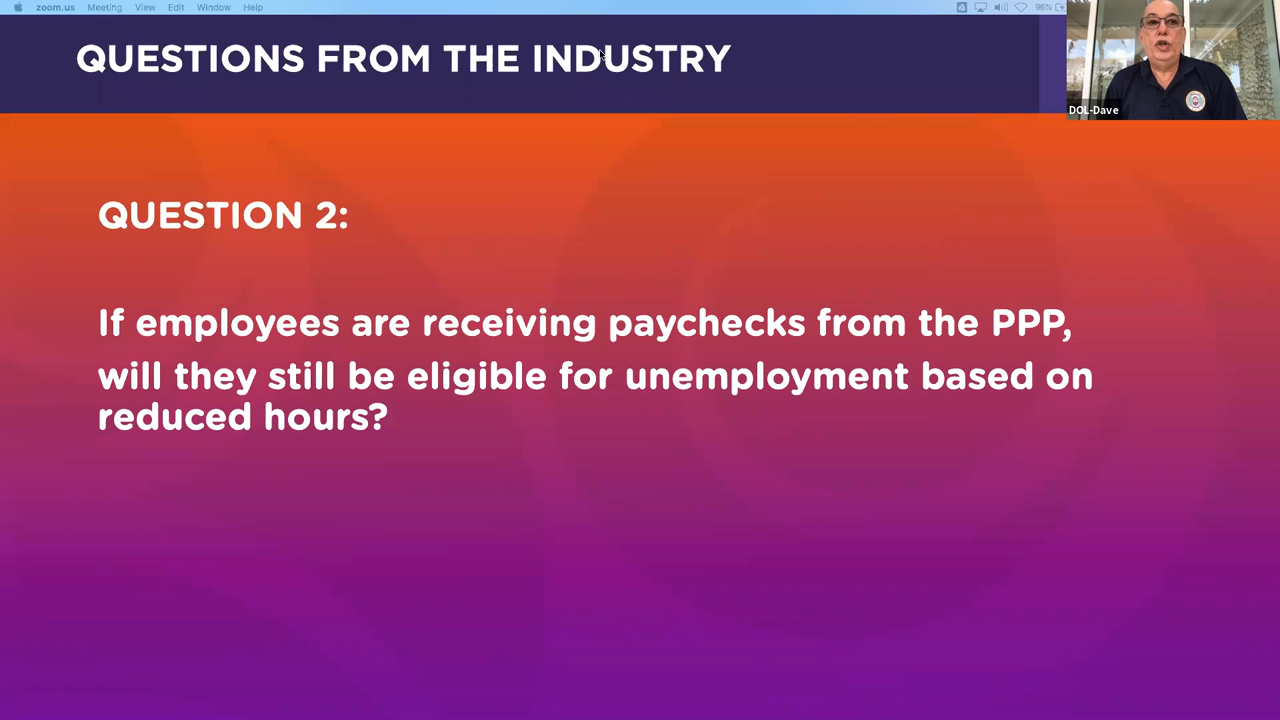 zoom.us Meeting View Edit Window Help 96%
QUESTIONS FROM THE INDUSTRY
DOL-Dave
QUESTION 2:
If employees are receiving paychecks from the PPP,
will they still be eligible for unemployment based on
reduced hours?